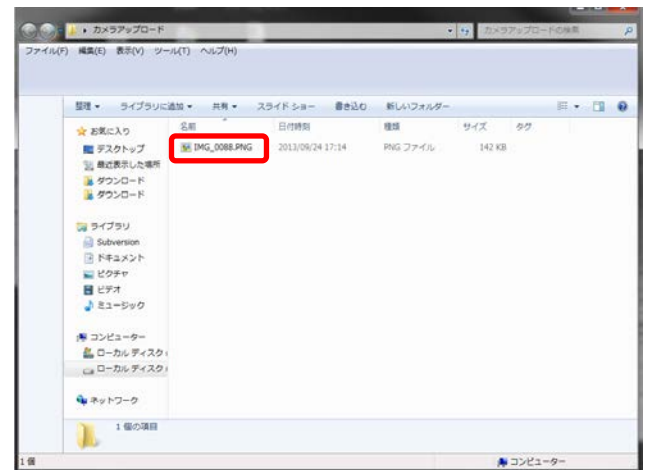 カメラアップロード
カメラアップロードの検索
ファイル(F) 編集(E) 表示(V) ツール(T) ヘルプ(H)
整理 ライブラリに追加 共有 スライド ショー 書き込む 新しいフォルダー
名前 日付時刻 種類 サイズ タグ
IMG_0088.PNG 2013/09/24 17:14 PNG ファイル 142 KB
お気に入り
デスクトップ
最近表示した場所
ダウンロード
ダウンロード
ライブラリ
Subversion
ドキュメント
ピクチャ
ビデオ
ミュージック
コンピューター
ローカル ディスク
ローカル ディスク
ネットワーク
1 個の項目
1 個
コンピューター